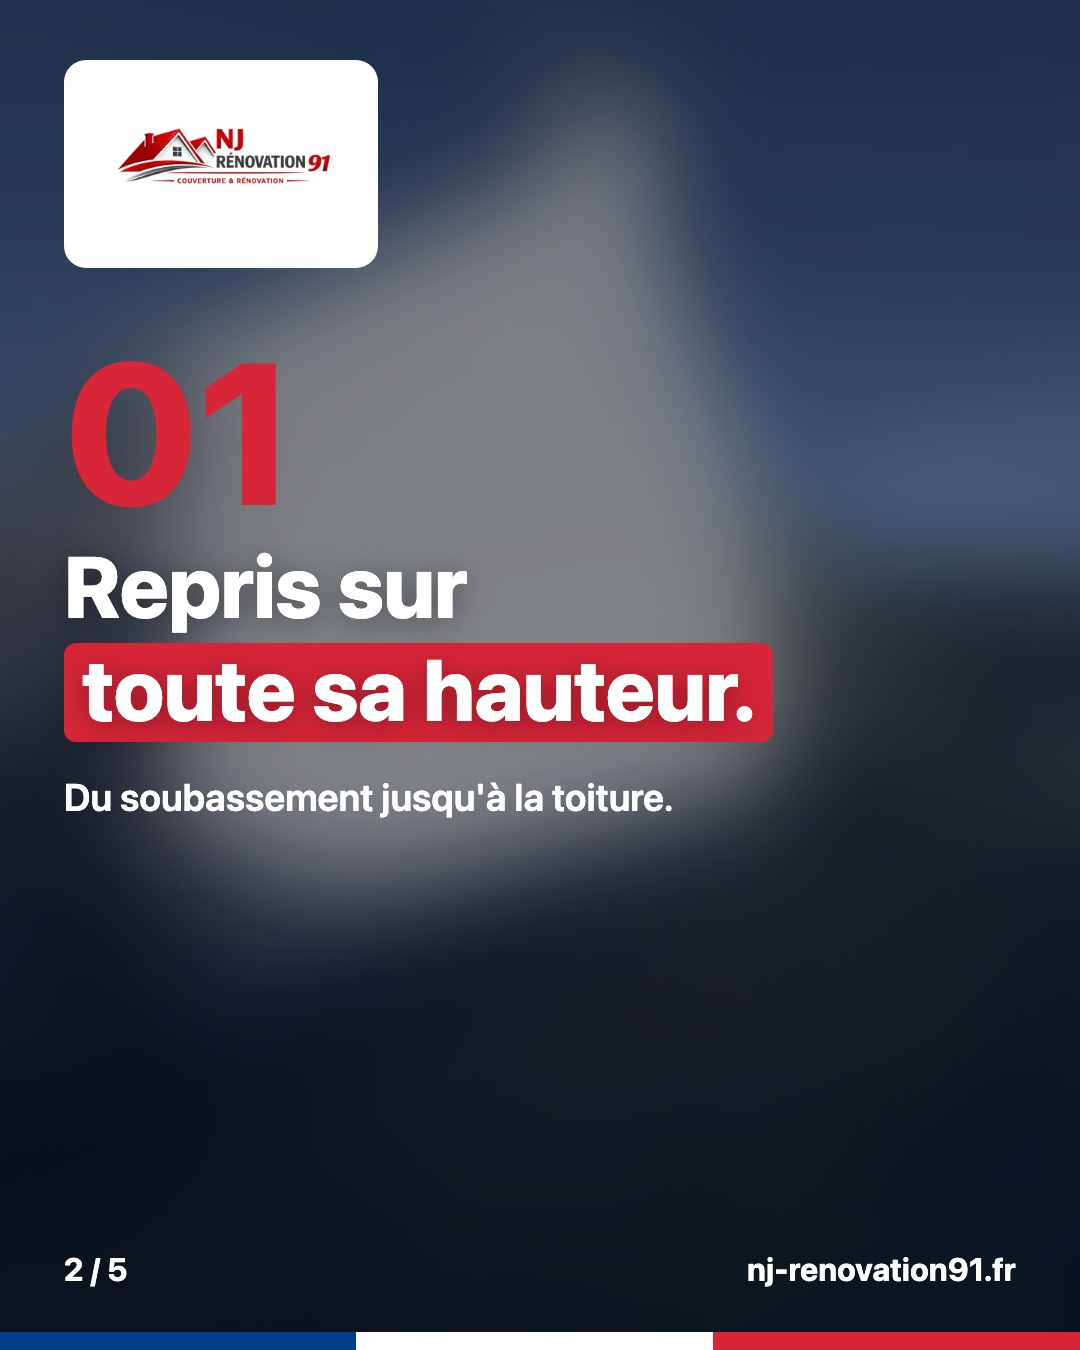 NJ
RÉNOVATION 91
COUVERTURE & RÉNOVATION
01
Repris sur
toute sa hauteur.
Du soubassement jusqu'à la toiture.
2 / 5
nj-renovation91.fr